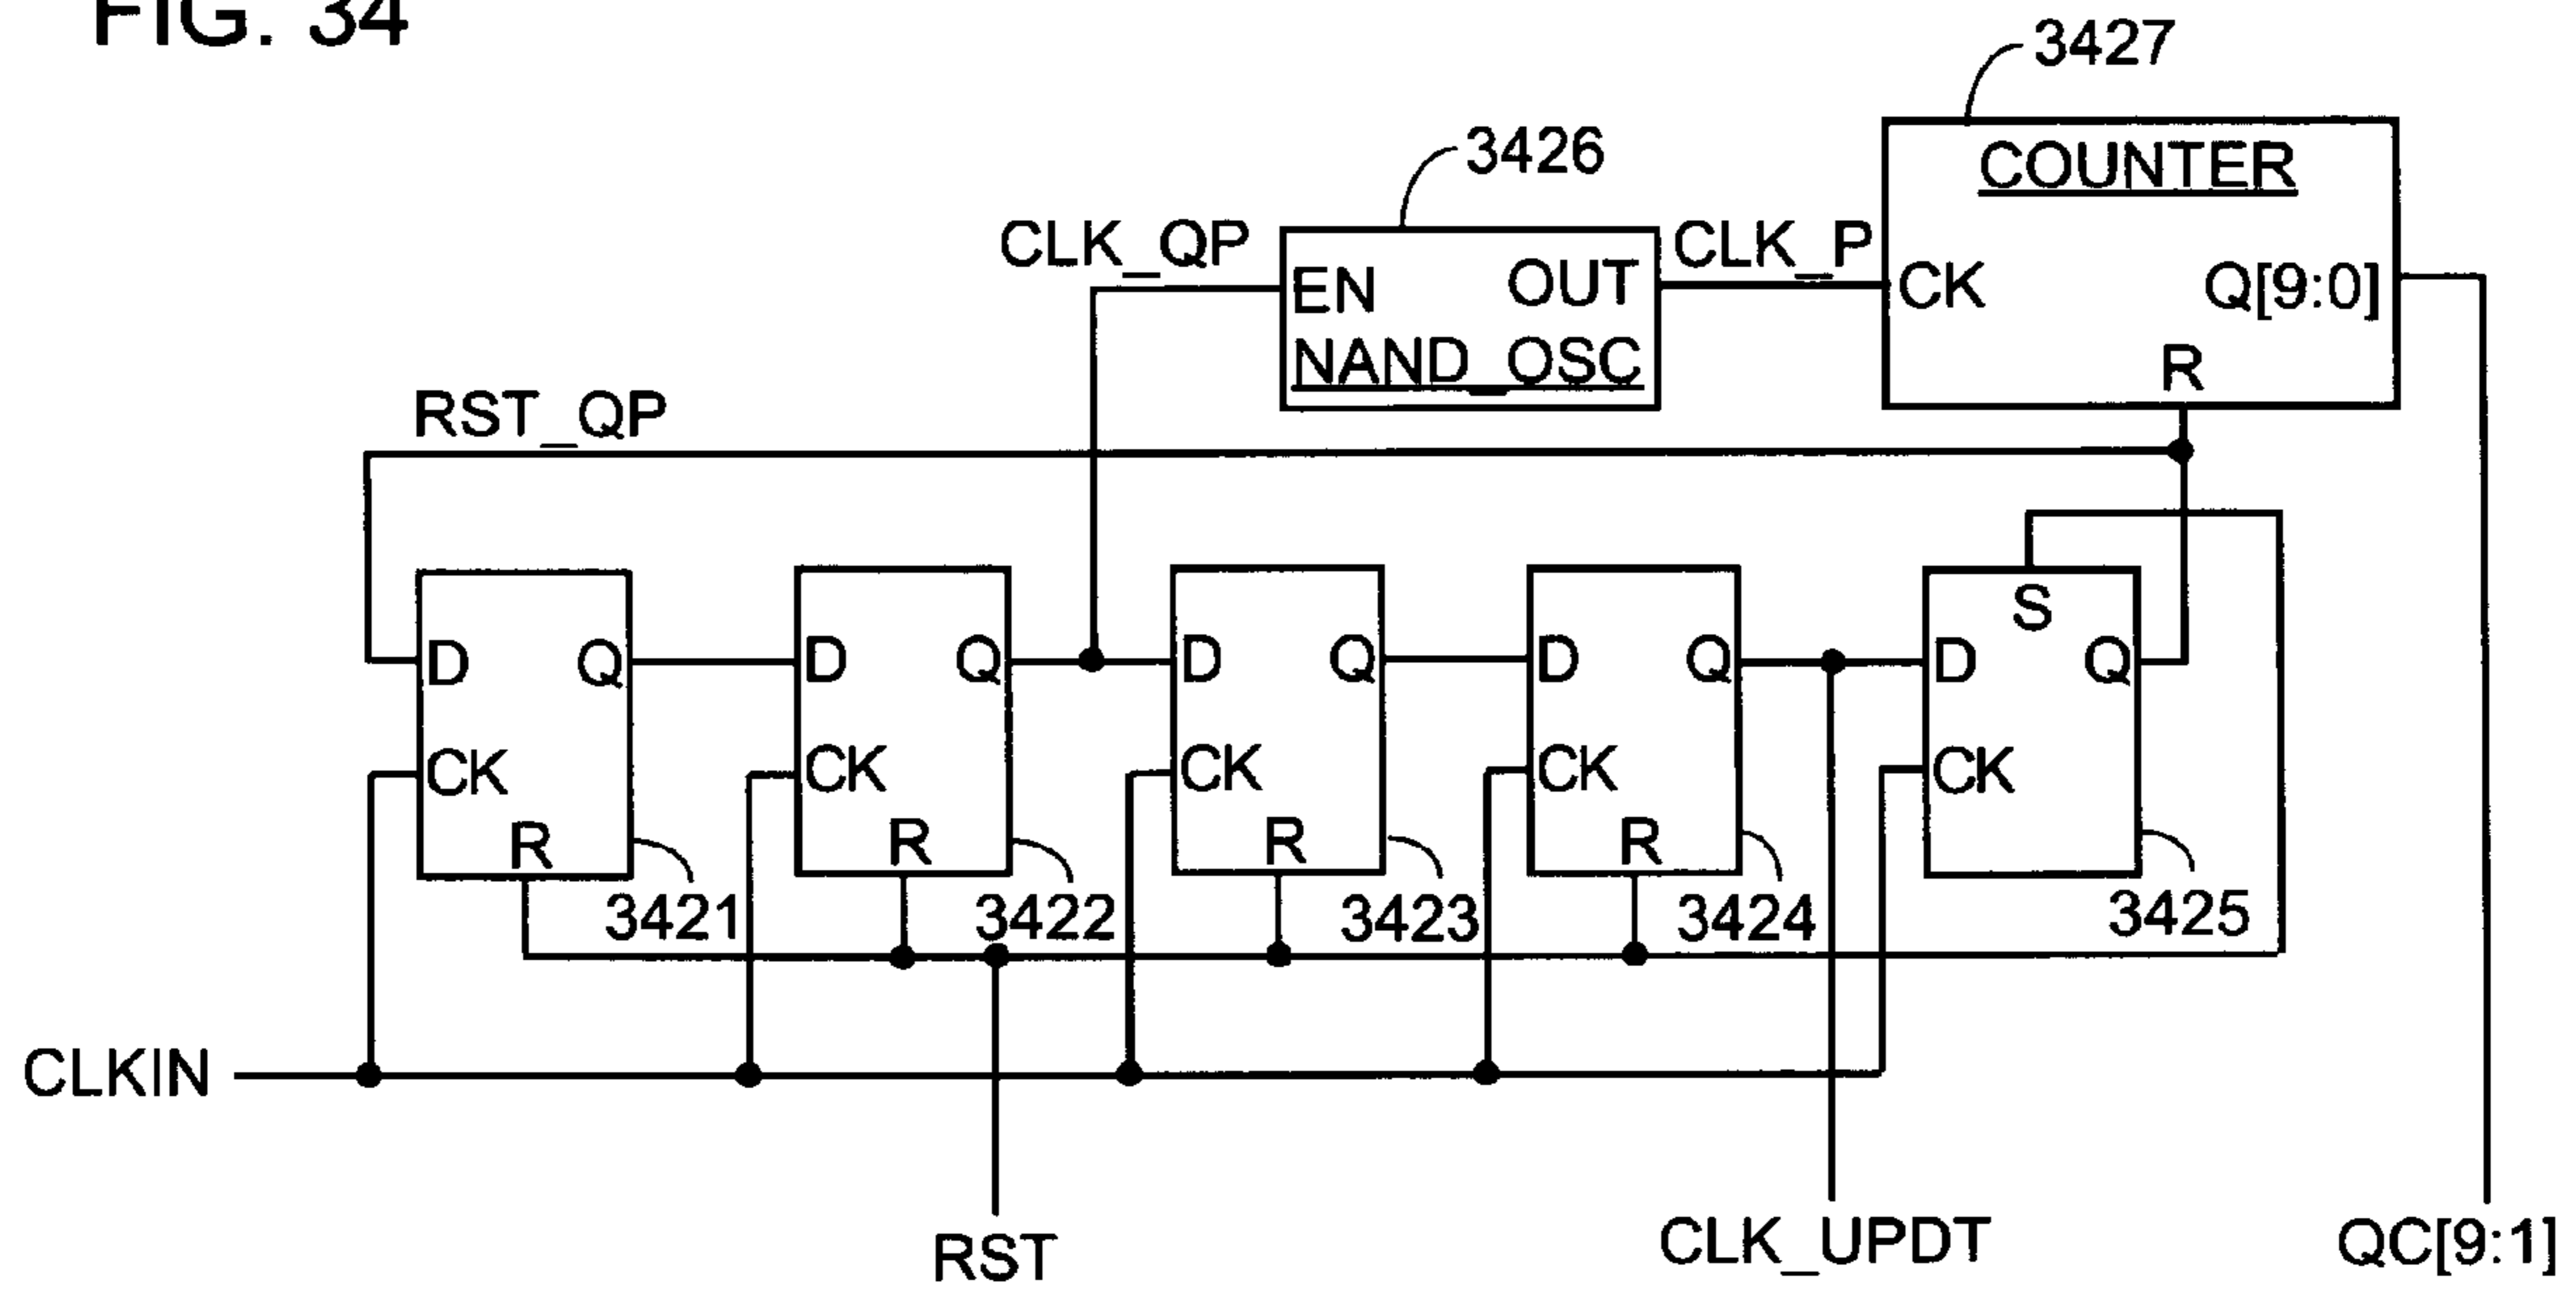 FIG. 34
3427
3426
COUNTER
CLK_QP
CLK_P
EN
OUT
CK
Q[9:0]
NAND_OSC
R
RST_QP
S
D
Q
D
Q
D
Q
D
Q
D
Q
CK
CK
CK
CK
CK
R
R
R
R
3421
3422
3423
3424
3425
CLKIN
RST
CLK_UPDT
QC[9:1]